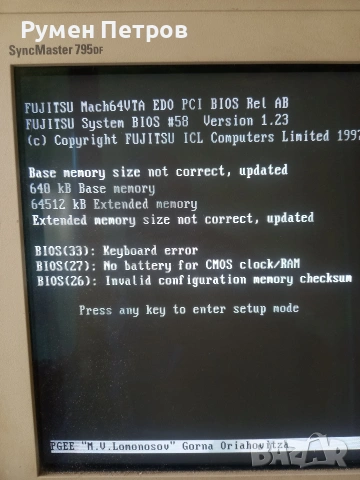 Румен Петров
SyncMaster 795DF
FUJITSU Mach64VTA EDO PCI BIOS Rel AB
FUJITSU System BIOS #58 Version 1.23
(c) Copyright FUJITSU ICL Computers Limited 1997
Base memory size not correct, updated
640 kB Base memory
64512 kB Extended memory
Extended memory size not correct, updated
BIOS(33): Keyboard error
BIOS(27): No battery for CMOS clock/RAM
BIOS(26): Invalid configuration memory checksum
Press any key to enter setup mode
PGEE "M.V.Lomonosov" Gorna Oriahovitza
bazar